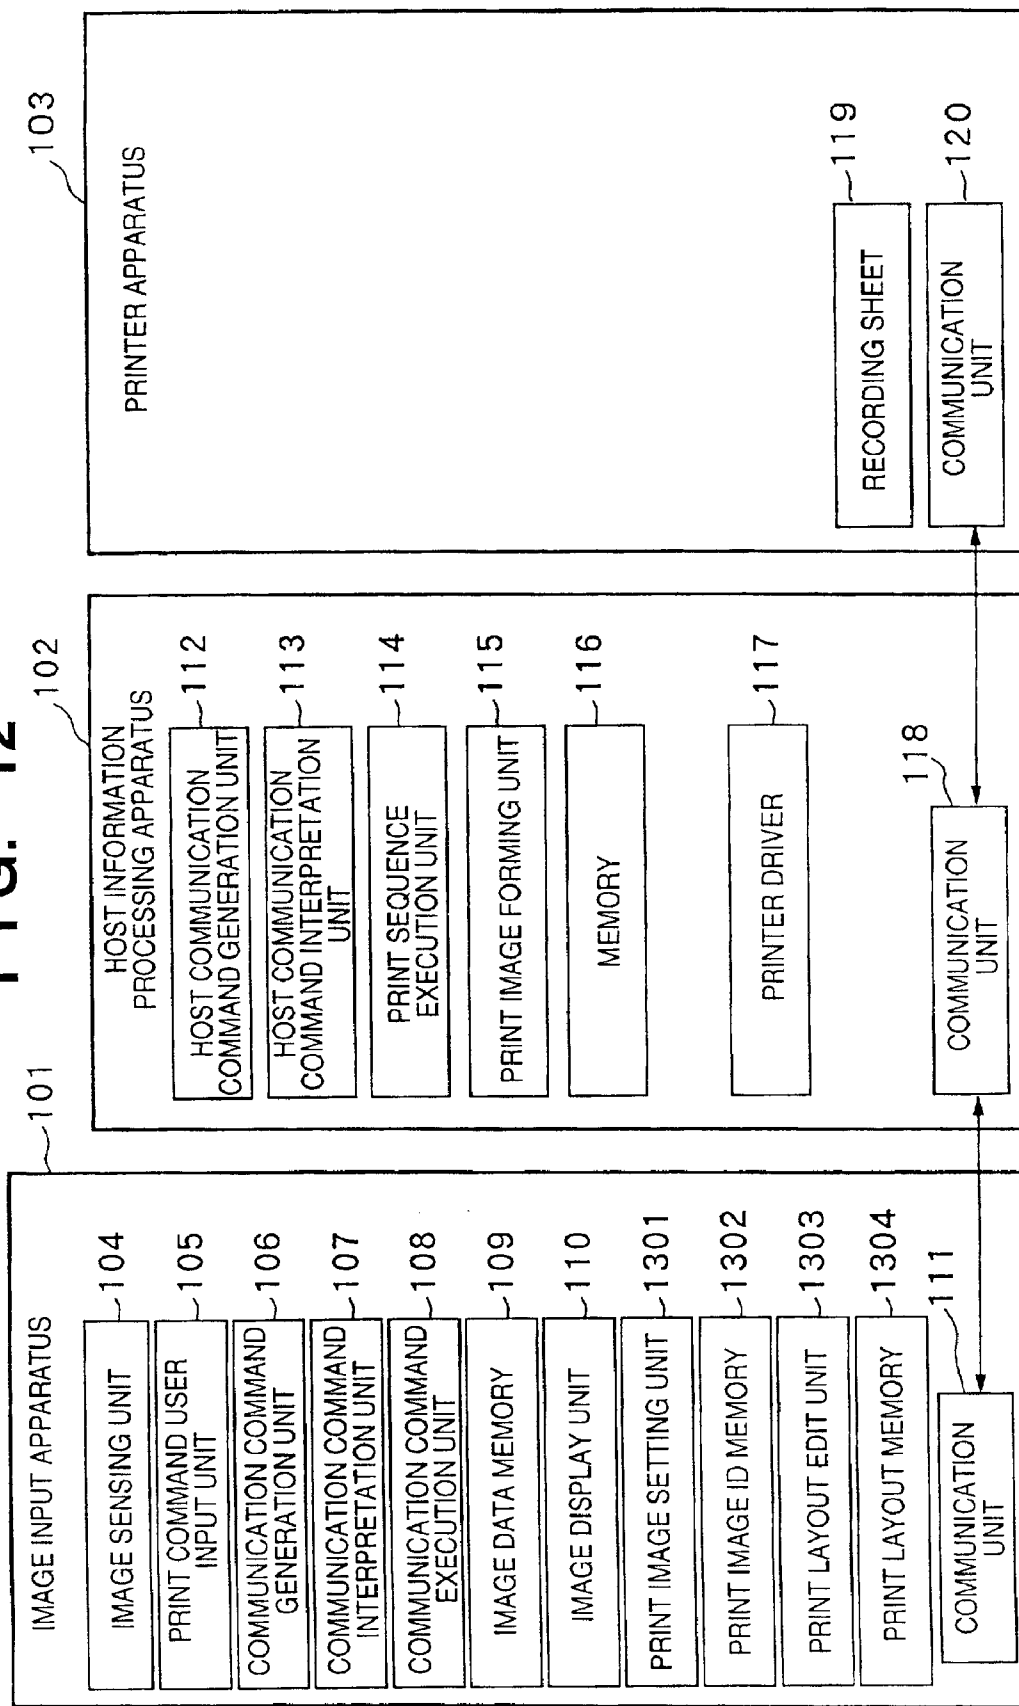 FIG. 12
IMAGE INPUT APPARATUS
101
IMAGE SENSING UNIT
104
PRINT COMMAND USER
INPUT UNIT
105
COMMUNICATION COMMAND
GENERATION UNIT
106
COMMUNICATION COMMAND
INTERPRETATION UNIT
107
COMMUNICATION COMMAND
EXECUTION UNIT
108
IMAGE DATA MEMORY
109
IMAGE DISPLAY UNIT
110
PRINT IMAGE SETTING UNIT
1301
PRINT IMAGE ID MEMORY
1302
PRINT LAYOUT EDIT UNIT
1303
PRINT LAYOUT MEMORY
1304
COMMUNICATION
UNIT
111
HOST INFORMATION
PROCESSING APPARATUS
102
HOST COMMUNICATION
COMMAND GENERATION UNIT
112
HOST COMMUNICATION
COMMAND INTERPRETATION
UNIT
113
PRINT SEQUENCE
EXECUTION UNIT
114
PRINT IMAGE FORMING UNIT
115
MEMORY
116
PRINTER DRIVER
117
COMMUNICATION
UNIT
118
PRINTER APPARATUS
103
RECORDING SHEET
119
COMMUNICATION
UNIT
120